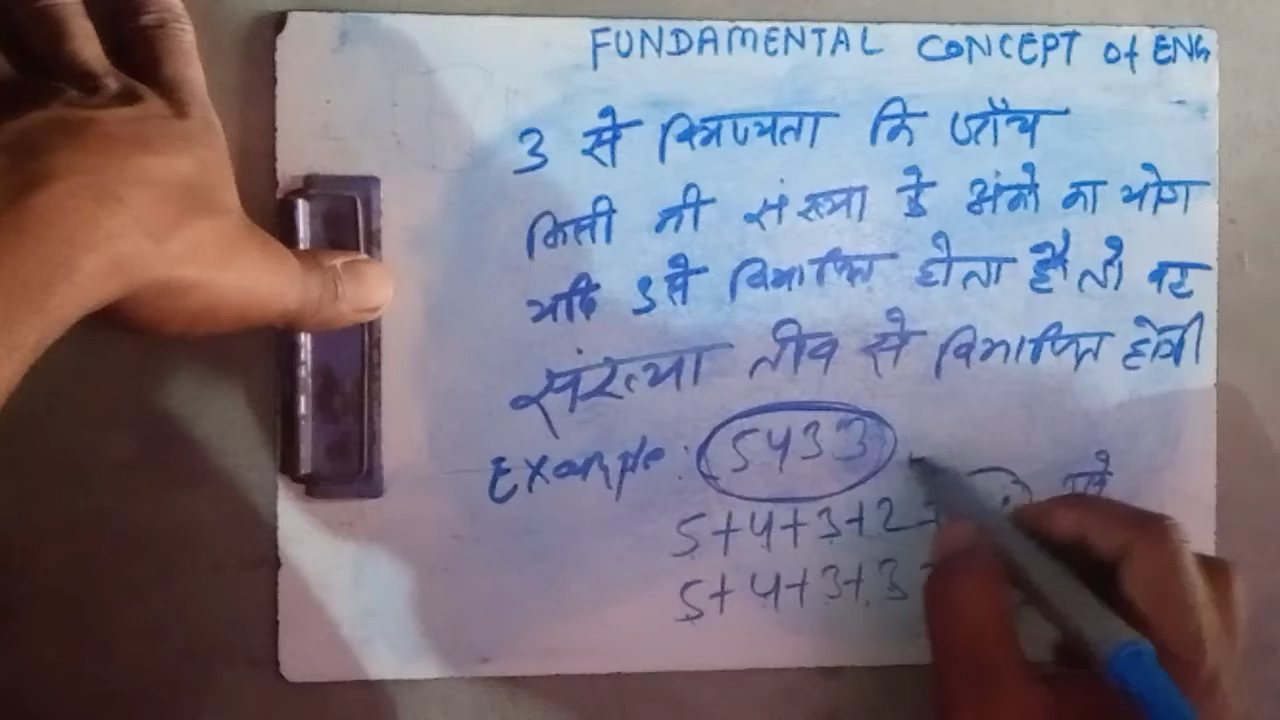 FUNDAMENTAL CONCEPT of ENG
3 से विभाज्यता कि जाँच
किसी भी संख्या के अंको का योग
यदि 3 से विभाजित होता है तो वह
संख्या तीन से विभाजित होगी
Example: 5433
5+4+3+2
5+4+3+3